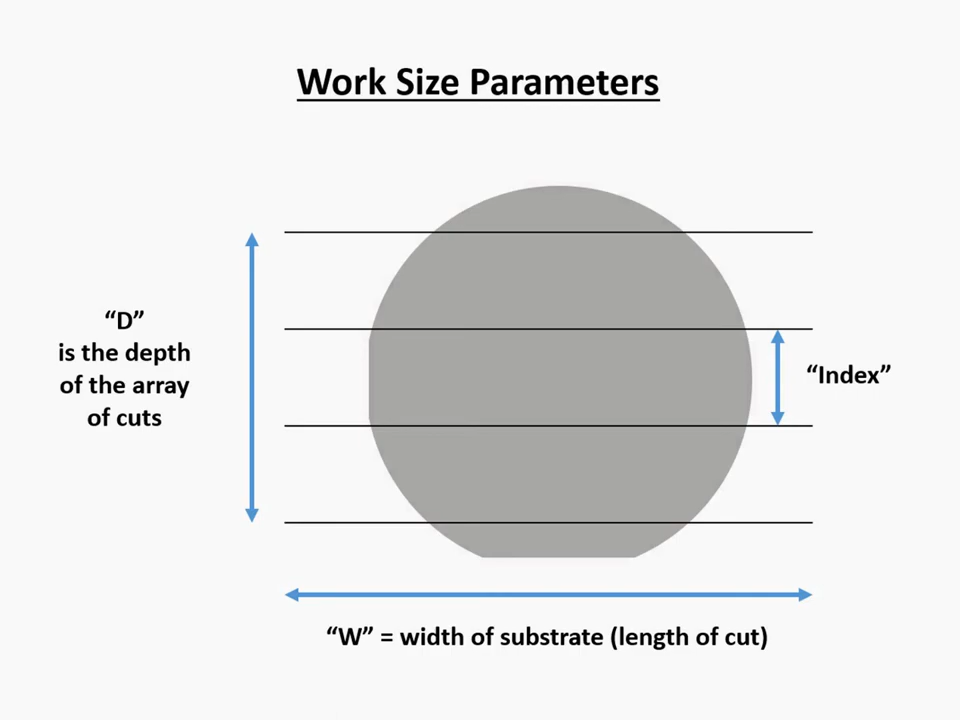 Work Size Parameters
“D”
is the depth
of the array
of cuts
“Index”
“W” = width of substrate (length of cut)